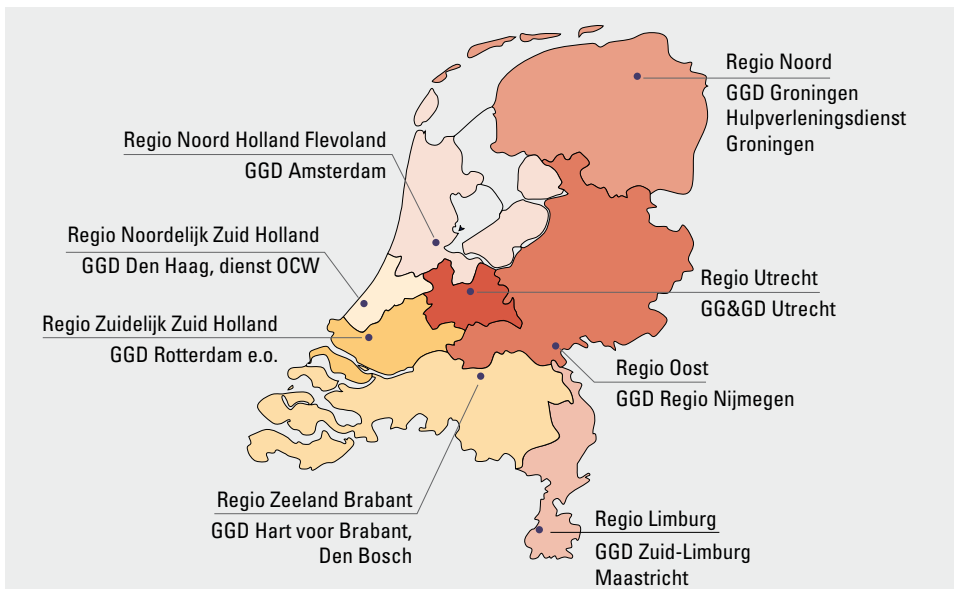 Regio Noord
GGD Groningen
Hulpverleningsdienst
Groningen
Regio Noord Holland Flevoland
GGD Amsterdam
Regio Noordelijk Zuid Holland
GGD Den Haag, dienst OCW
Regio Utrecht
GG&GD Utrecht
Regio Zuidelijk Zuid Holland
GGD Rotterdam e.o.
Regio Oost
GGD Regio Nijmegen
Regio Zeeland Brabant
GGD Hart voor Brabant,
Den Bosch
Regio Limburg
GGD Zuid-Limburg
Maastricht